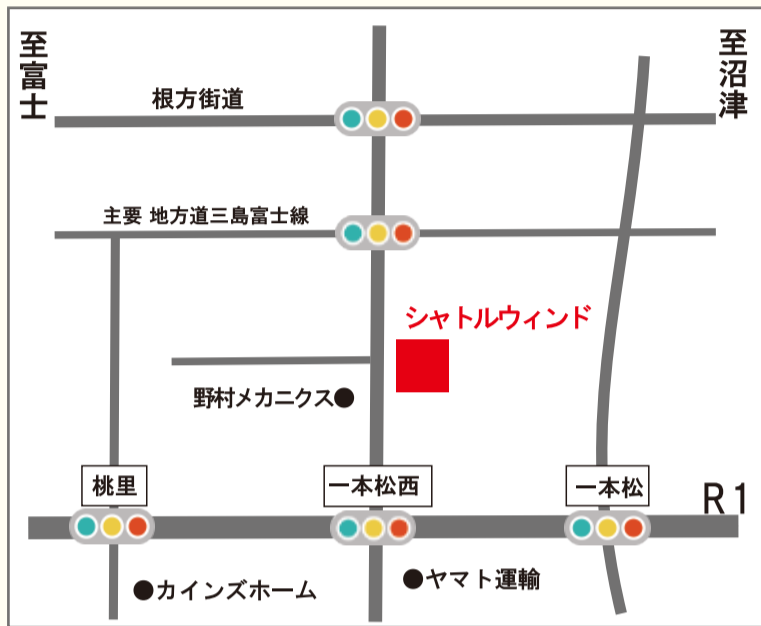 至富士
至沼津
根方街道
主要 地方道三島富士線
シャトルウィンド
野村メカニクス
桃里
一本松西
一本松
R1
ヤマト運輸
カインズホーム